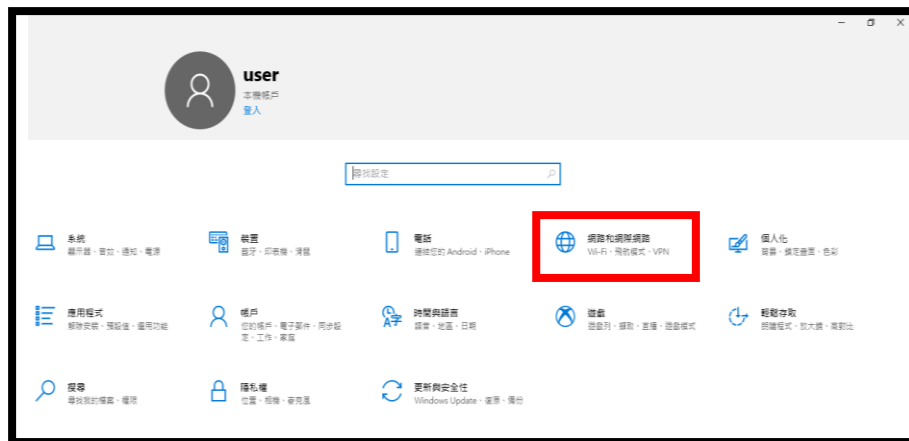 user
本機帳戶
登入
尋找設定
系統
顯示器、音效、通知、電源
裝置
藍牙、印表機、滑鼠
電話
連結您的 Android、iPhone
網路和網際網路
Wi-Fi、飛航模式、VPN
個人化
背景、鎖定畫面、色彩
應用程式
解除安裝、預設值、選用功能
帳戶
您的帳戶、電子郵件、同步設
定、工作、家庭
時間與語言
語音、地區、日期
遊戲
遊戲列、擷取、直播、遊戲模式
輕鬆存取
朗讀程式、放大鏡、高對比
搜尋
尋找我的檔案、權限
隱私權
位置、相機、麥克風
更新與安全性
Windows Update、復原、備份